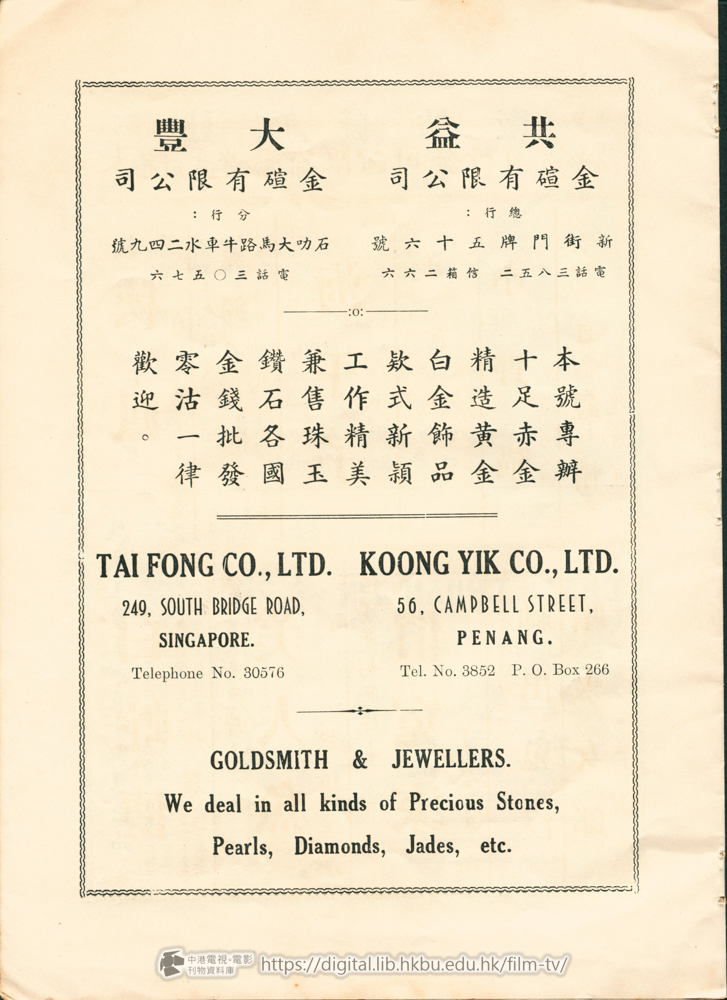 共益
金礶有限公司
總行：
新街門牌五十六號
電話三八五二 信箱二六六
大豐
金礶有限公司
分行：
石叻大馬路牛車水二四九號
電話三〇五七六
:o:
本號專辦
十足赤金
精造黃金
白金飾品
欵式新穎
工作精美
兼售珠玉
鑽石各國
金錢批發
零沽一律
歡迎。
TAI FONG CO., LTD.
249, SOUTH BRIDGE ROAD,
SINGAPORE.
Telephone No. 30576
KOONG YIK CO., LTD.
56, CAMPBELL STREET,
PENANG.
Tel. No. 3852 P. O. Box 266
GOLDSMITH & JEWELLERS.
We deal in all kinds of Precious Stones,
Pearls, Diamonds, Jades, etc.
中港電視·電影
刊物資料庫
https://digital.lib.hkbu.edu.hk/film-tv/